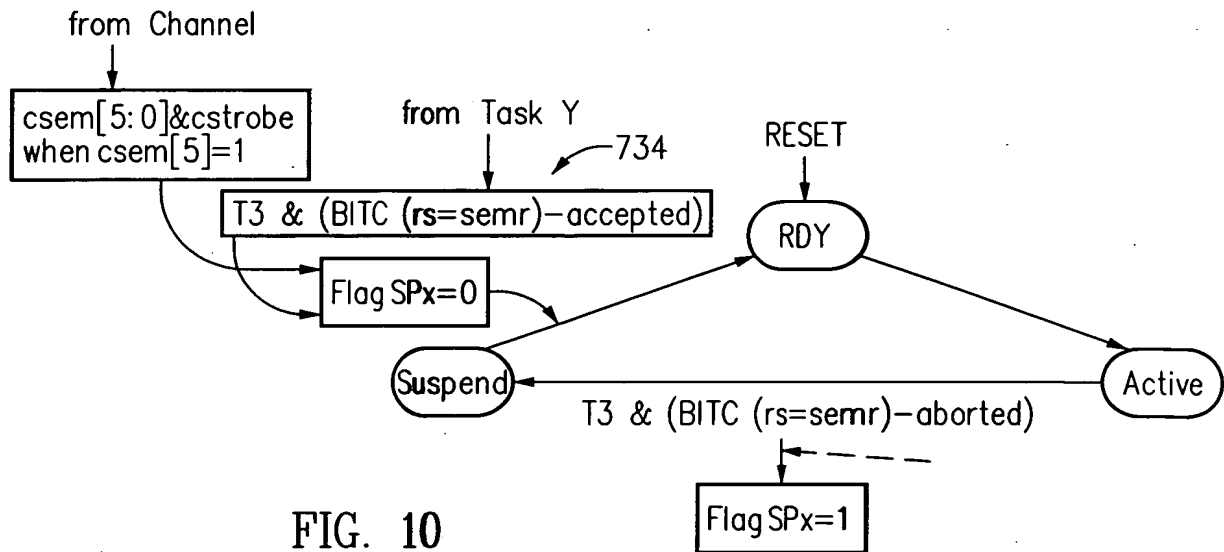 from Channel
csem[5:0]&cstrobe
when csem[5]=1
from Task Y
734
RESET
T3 & (BITC (rs=semr)-accepted)
RDY
Flag SPx=0
Suspend
Active
T3 & (BITC (rs=semr)-aborted)
Flag SPx=1
FIG. 10